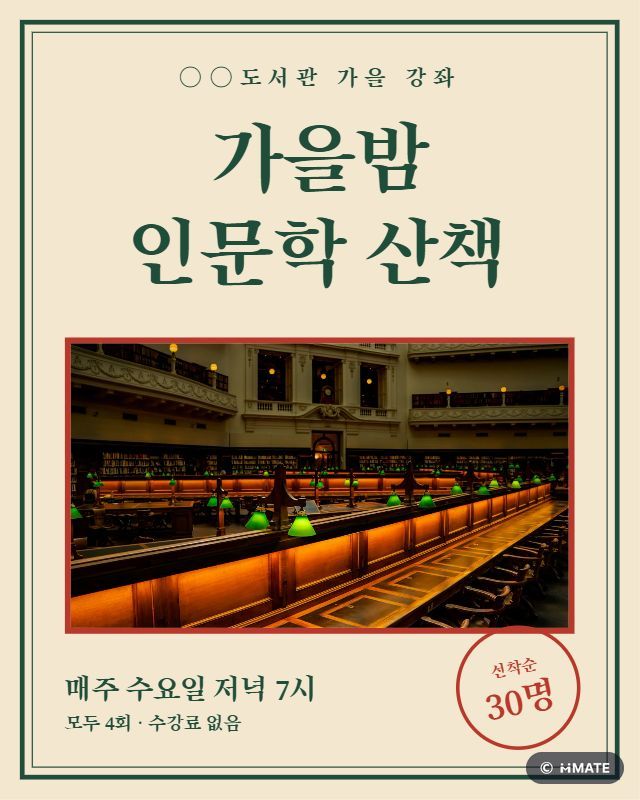 ○○도서관 가을 강좌
가을밤
인문학 산책
매주 수요일 저녁 7시
모두 4회 · 수강료 없음
선착순
30명
© MMATE